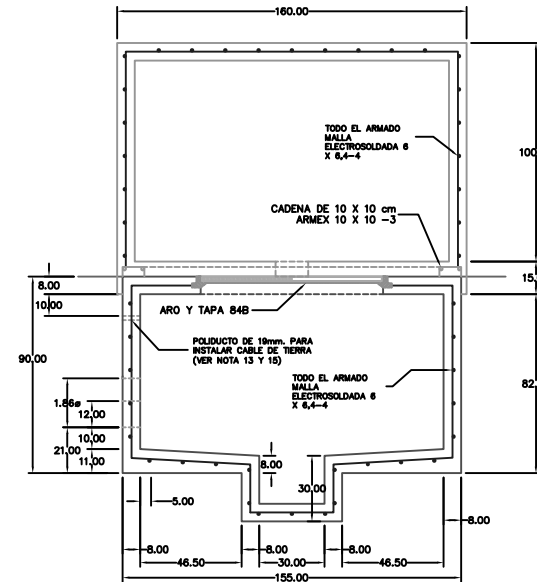 160.00
TODO EL ARMADO
MALLA
ELECTROSOLDADA 6
X 6,4-4
100
CADENA DE 10 X 10 cm
ARMEX 10 X 10 -3
8.00
15.
10.00
ARO Y TAPA 84B
POLIDUCTO DE 19mm. PARA
INSTALAR CABLE DE TIERRA
(VER NOTA 13 Y 15)
90.00
TODO EL ARMADO
MALLA
ELECTROSOLDADA 6
X 6,4-4
82
1.86ø
12.00
10.00
21.00
11.00
8.00
30.00
5.00
8.00
8.00
8.00
8.00
46.50
30.00
46.50
155.00